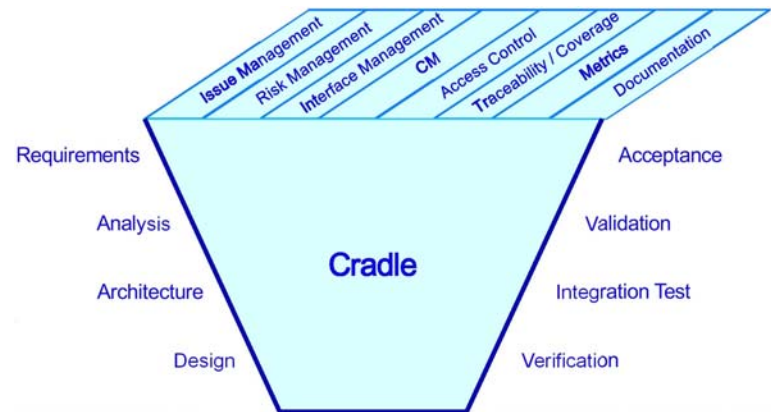 Issue Management
Risk Management
Interface Management
CM
Access Control
Traceability / Coverage
Metrics
Documentation
Requirements
Acceptance
Analysis
Validation
Cradle
Architecture
Integration Test
Design
Verification